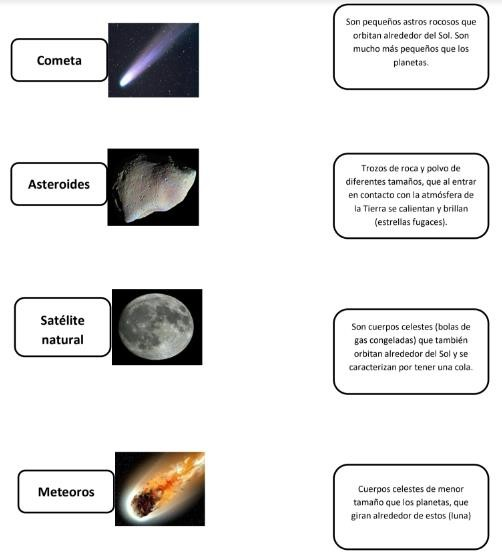 Cometa
Son pequeños astros rocosos que
orbitan alrededor del Sol. Son
mucho más pequeños que los
planetas.
Asteroides
Trozos de roca y polvo de
diferentes tamaños, que al entrar
en contacto con la atmósfera de
la Tierra se calientan y brillan
(estrellas fugaces).
Satélite
natural
Son cuerpos celestes (bolas de
gas congeladas) que también
orbitan alrededor del Sol y se
caracterizan por tener una cola.
Meteoros
Cuerpos celestes de menor
tamaño que los planetas, que
giran alrededor de estos (luna)